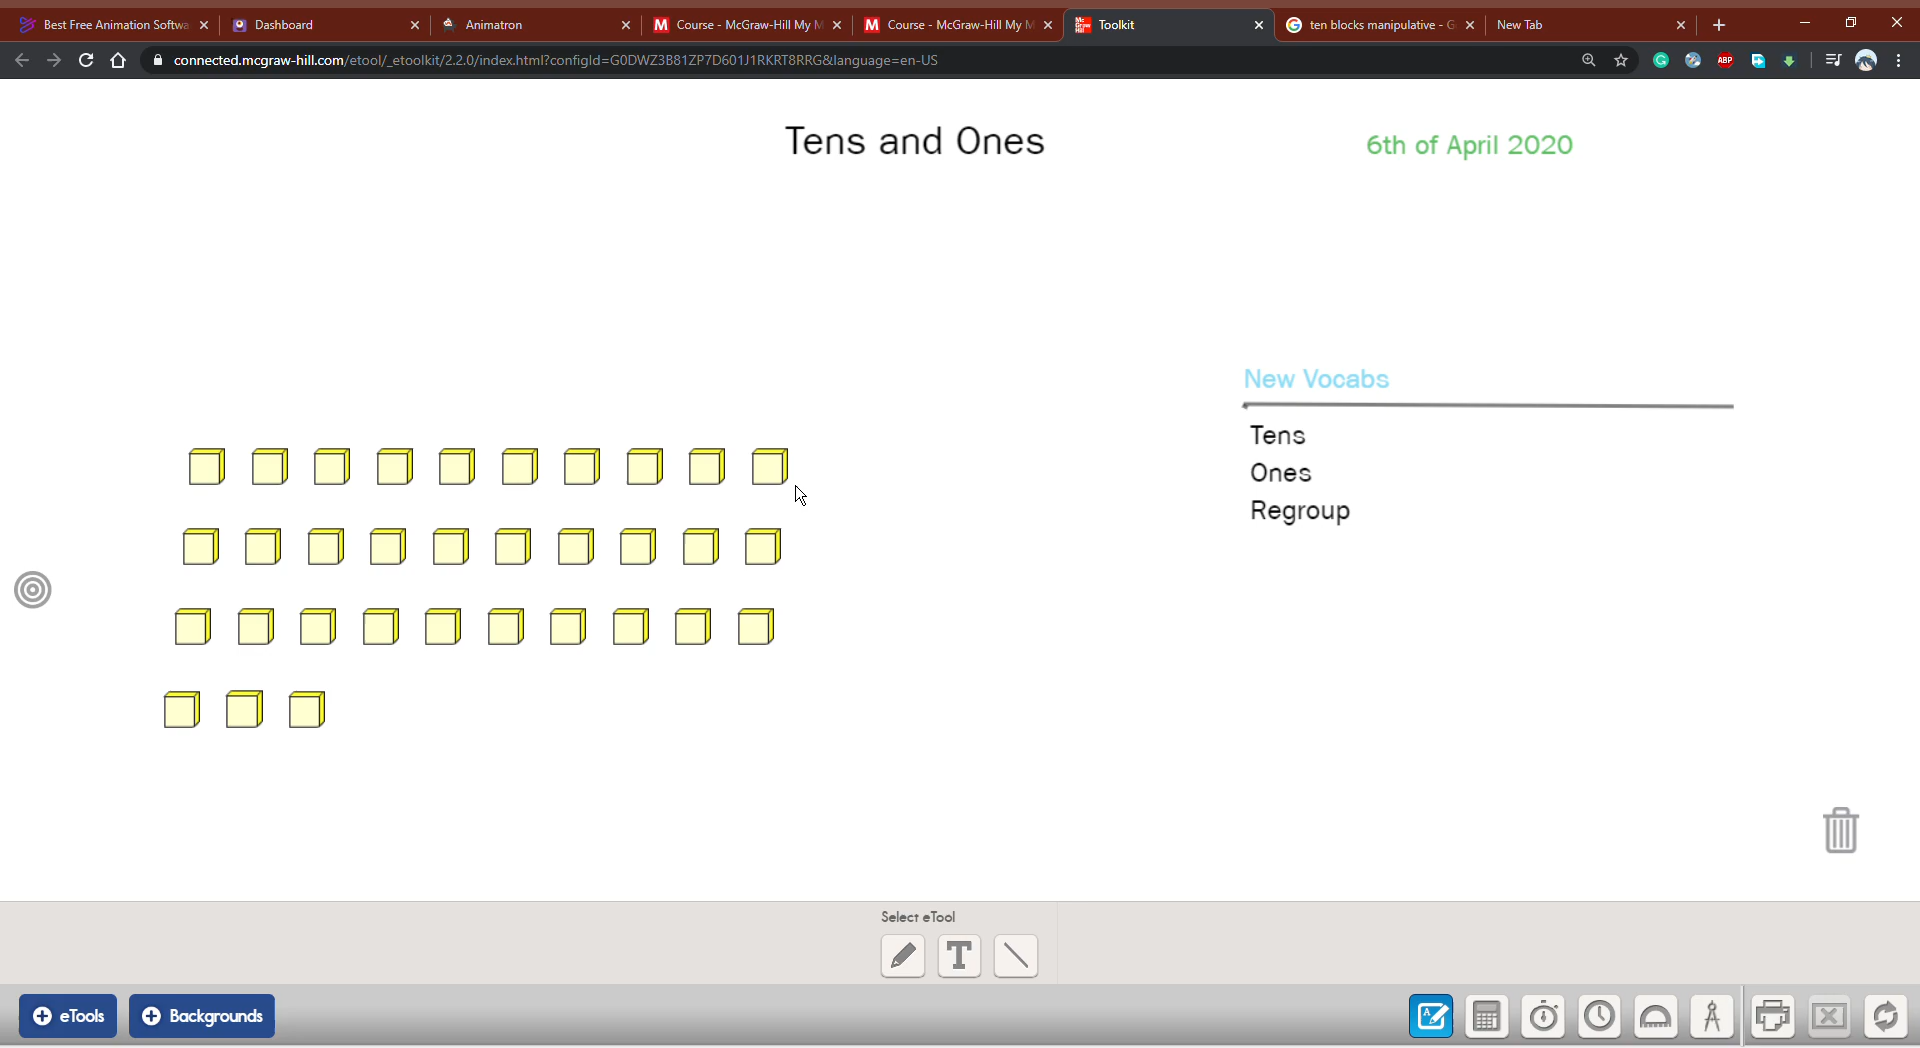 Best Free Animation Softwa
Dashboard
Animatron
Course - McGraw-Hill My M
Course - McGraw-Hill My M
Toolkit
ten blocks manipulative - G
New Tab
connected.mcgraw-hill.com/etool/_etoolkit/2.2.0/index.html?configId=G0DWZ3B81ZP7D601J1RKRT8RRG&language=en-US
ABP
Tens and Ones
6th of April 2020
New Vocabs
Tens
Ones
Regroup
Select eTool
T
eTools
Backgrounds